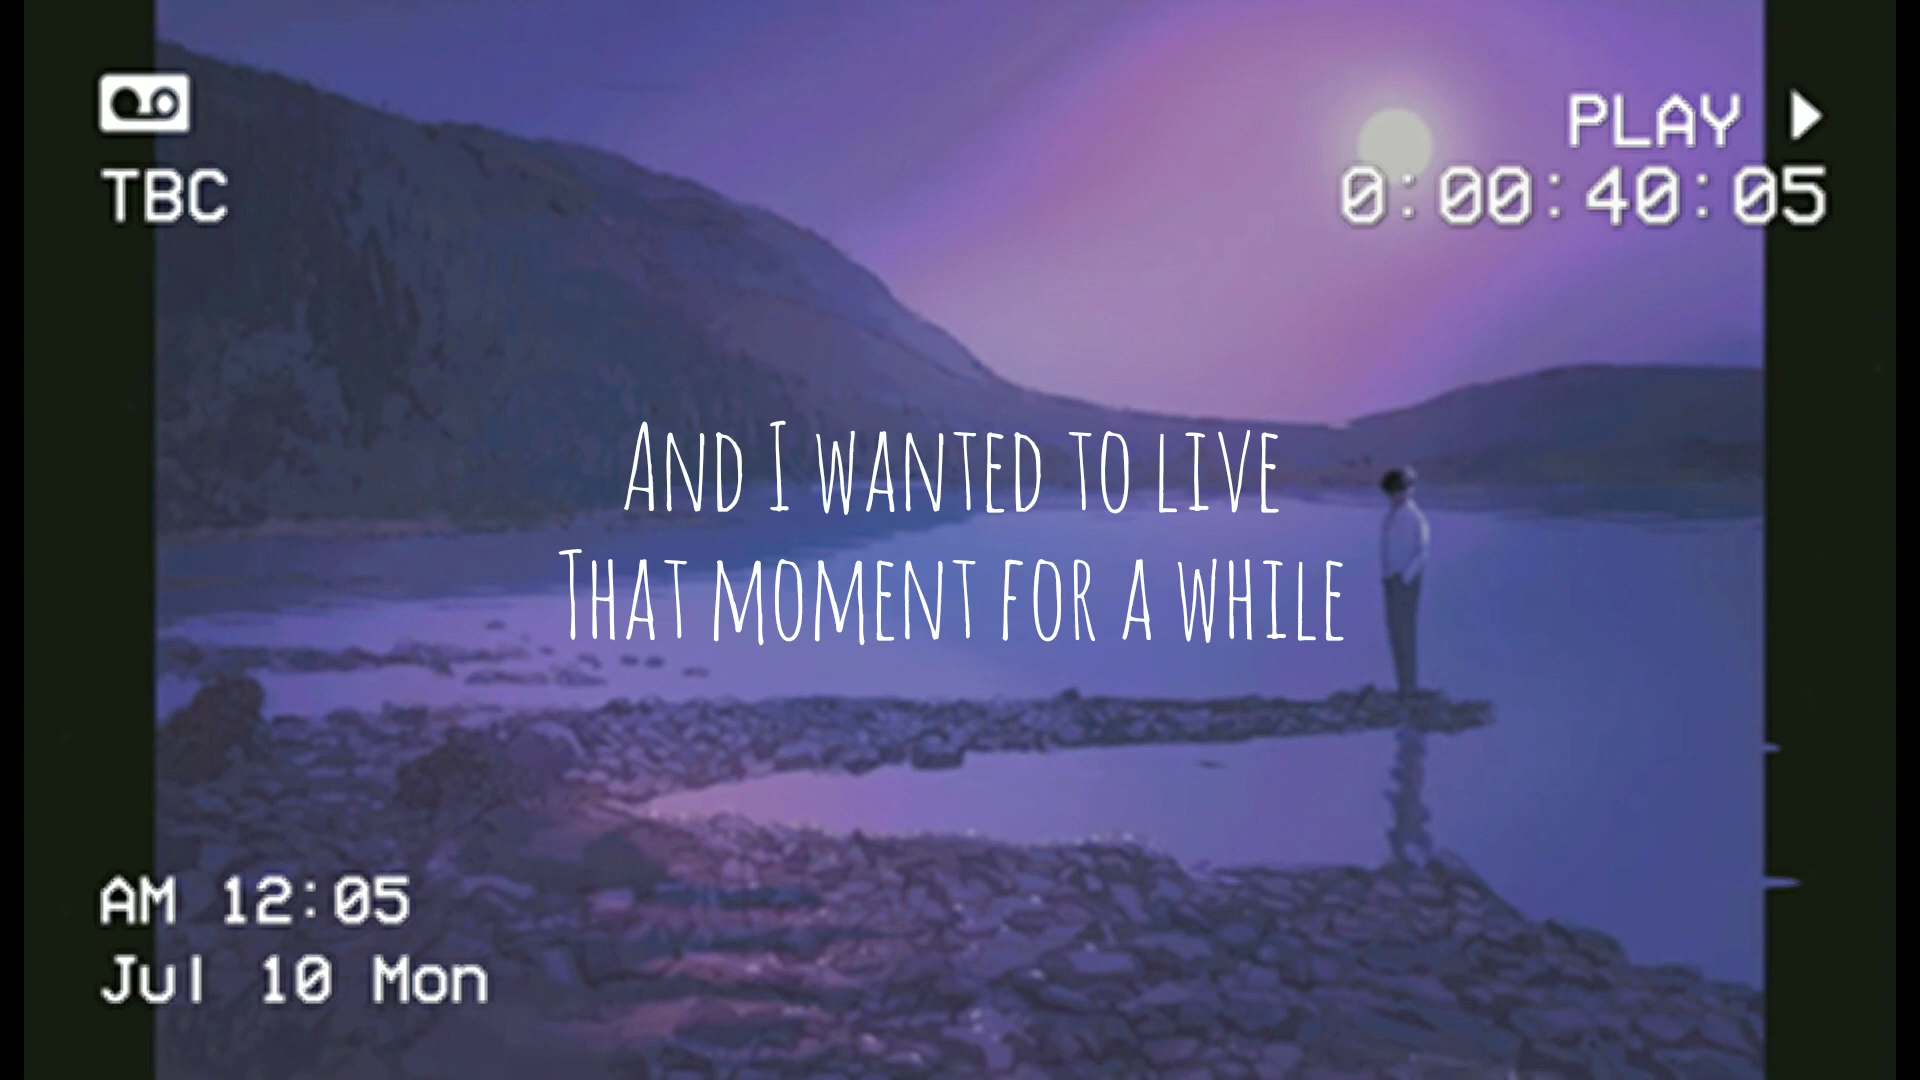 TBC
PLAY
0:00:40:05
And I wanted to live
That moment for a while
AM 12:05
Jul 10 Mon